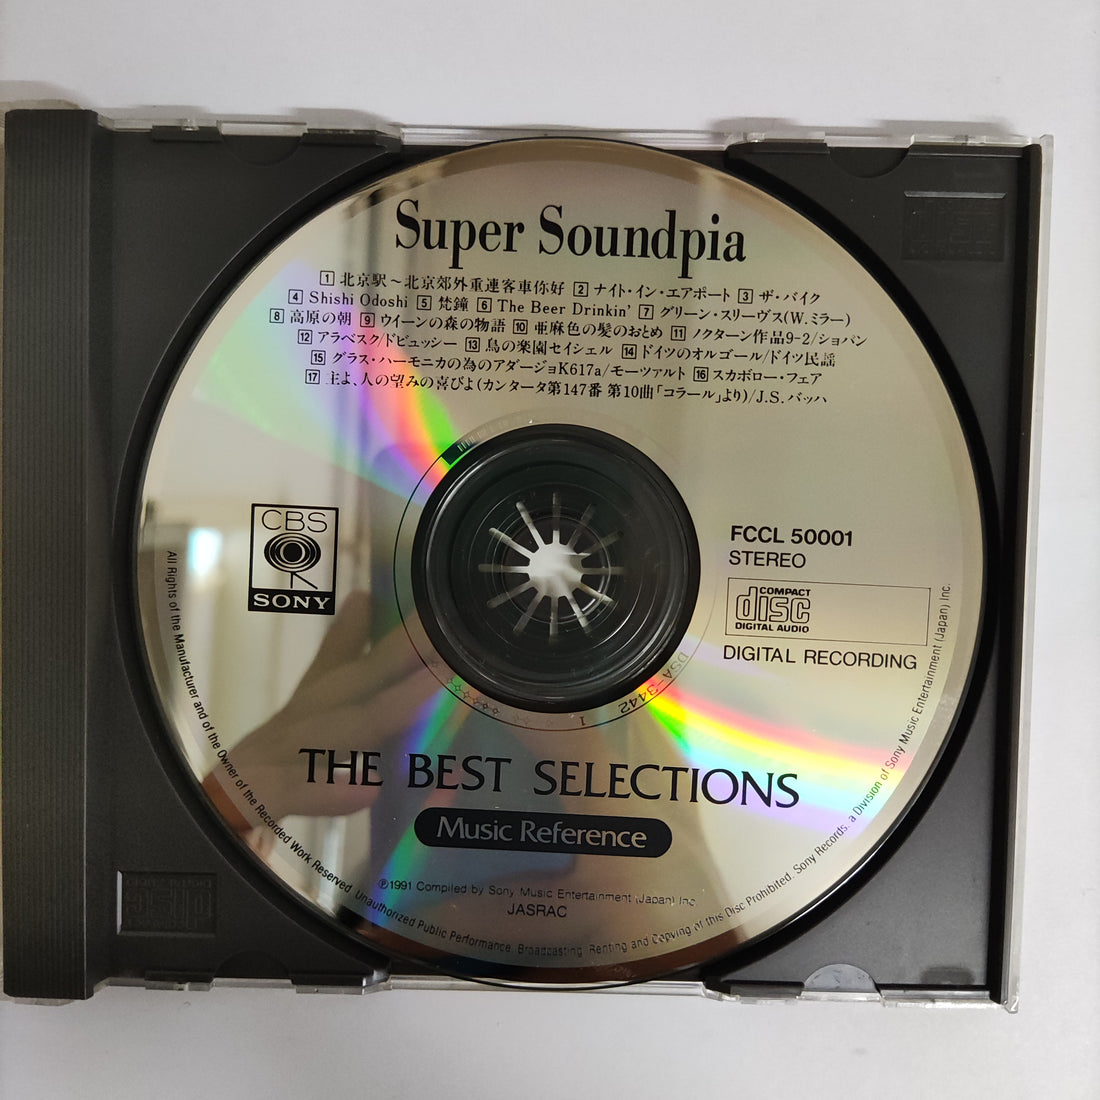 Super Soundpia
1 北京駅〜北京郊外重連客車你好 2 ナイト・イン・エアポート 3 ザ・バイク
4 Shishi Odoshi 5 梵鐘 6 The Beer Drinkin' 7 グリーン・スリーヴス(W.ミラー)
8 高原の朝 9 ウイーンの森の物語 10 亜麻色の髪のおとめ 11 ノクターン作品9-2/ショパン
12 アラベスク/ドビュッシー 13 鳥の楽園セイシェル 14 ドイツのオルゴール/ドイツ民謡
15 グラス・ハーモニカの為のアダージョK617a/モーツァルト 16 スカボロー・フェア
17 主よ、人の望みの喜びよ(カンタータ第147番 第10曲「コラール」より)/J.S.バッハ
CBS
SONY
FCCL 50001
STEREO
COMPACT
disc
DIGITAL AUDIO
DIGITAL RECORDING
DSA-3442 1
THE BEST SELECTIONS
Music Reference
Ⓟ1991 Compiled by Sony Music Entertainment (Japan) Inc.
JASRAC
All Rights of the Manufacturer and of the Owner of the Recorded Work Reserved. Unauthorized Public Performance. Broadcasting. Renting and Copying of this Disc Prohibited. Sony Records. a Division of Sony Music Entertainment (Japan) Inc.